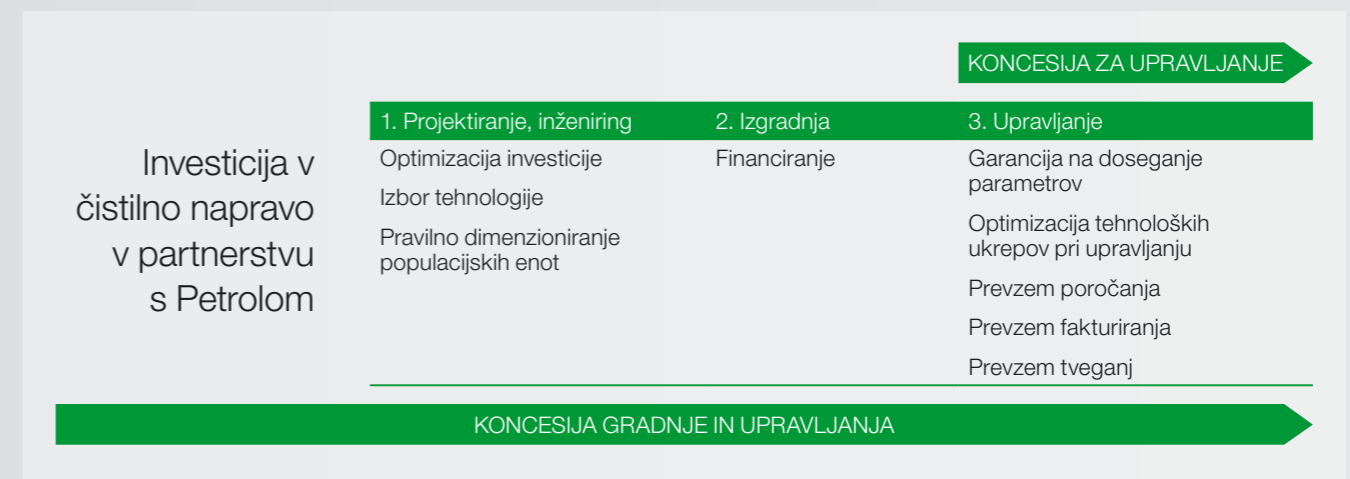 KONCESIJA ZA UPRAVLJANJE
Investicija v
čistilno napravo
v partnerstvu
s Petrolom
1. Projektiranje, inženiring
Optimizacija investicije
Izbor tehnologije
Pravilno dimenzioniranje
populacijskih enot
2. Izgradnja
Financiranje
3. Upravljanje
Garancija na doseganje
parametrov
Optimizacija tehnoloških
ukrepov pri upravljanju
Prevzem poročanja
Prevzem fakturiranja
Prevzem tveganj
KONCESIJA GRADNJE IN UPRAVLJANJA